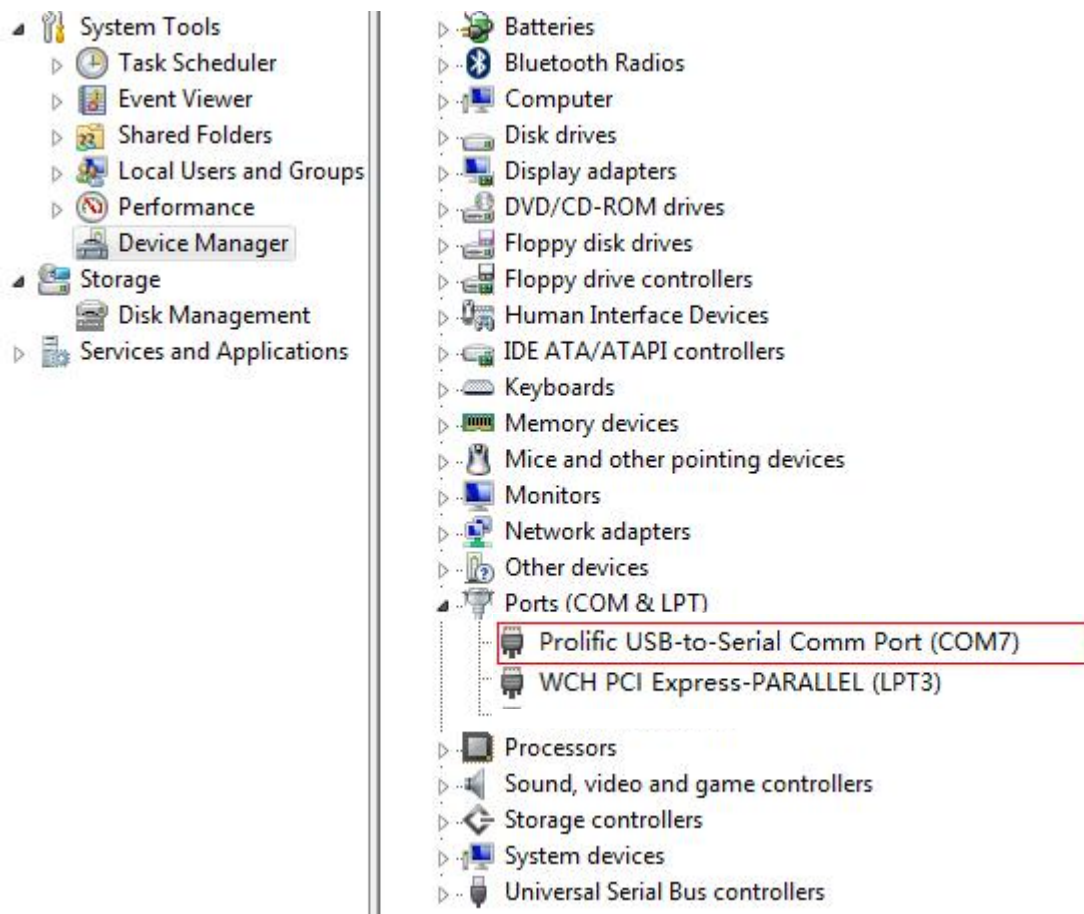 System Tools
Task Scheduler
Event Viewer
Shared Folders
Local Users and Groups
Performance
Device Manager
Storage
Disk Management
Services and Applications
Batteries
Bluetooth Radios
Computer
Disk drives
Display adapters
DVD/CD-ROM drives
Floppy disk drives
Floppy drive controllers
Human Interface Devices
IDE ATA/ATAPI controllers
Keyboards
Memory devices
Mice and other pointing devices
Monitors
Network adapters
Other devices
Ports (COM & LPT)
Prolific USB-to-Serial Comm Port (COM7)
WCH PCI Express-PARALLEL (LPT3)
Processors
Sound, video and game controllers
Storage controllers
System devices
Universal Serial Bus controllers